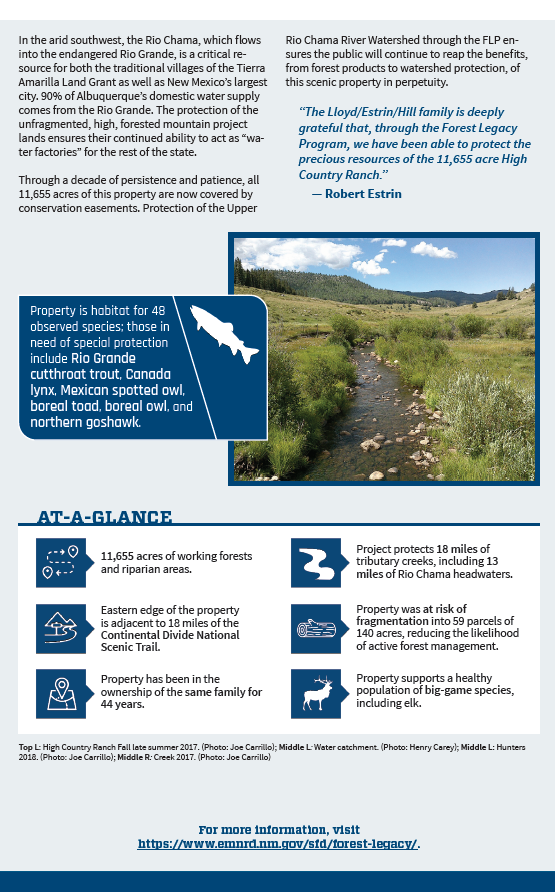 In the arid southwest, the Rio Chama, which flows
into the endangered Rio Grande, is a critical re-
source for both the traditional villages of the Tierra
Amarilla Land Grant as well as New Mexico's largest
city. 90% of Albuquerque's domestic water supply
comes from the Rio Grande. The protection of the
unfragmented, high, forested mountain project
lands ensures their continued ability to act as "wa-
ter factories" for the rest of the state.
Through a decade of persistence and patience, all
11,655 acres of this property are now covered by
conservation easements. Protection of the Upper
Rio Chama River Watershed through the FLP en-
sures the public will continue to reap the benefits,
from forest products to watershed protection, of
this scenic property in perpetuity.
"The Lloyd/Estrin/Hill family is deeply
grateful that, through the Forest Legacy
Program, we have been able to protect the
precious resources of the 11,655 acre High
Country Ranch."
— Robert Estrin
Property is habitat for 48
observed species; those in
need of special protection
include Rio Grande
cutthroat trout, Canada
lynx, Mexican spotted owl,
boreal toad, boreal owl, and
northern goshawk.
AT-A-GLANCE
11,655 acres of working forests
and riparian areas.
Eastern edge of the property
is adjacent to 18 miles of the
Continental Divide National
Scenic Trail.
Property has been in the
ownership of the same family for
44 years.
Project protects 18 miles of
tributary creeks, including 13
miles of Rio Chama headwaters.
Property was at risk of
fragmentation into 59 parcels of
140 acres, reducing the likelihood
of active forest management.
Property supports a healthy
population of big-game species,
including elk.
Top L: High Country Ranch Fall late summer 2017. (Photo: Joe Carrillo); Middle L: Water catchment. (Photo: Henry Carey); Middle L: Hunters
2018. (Photo: Joe Carrillo); Middle R: Creek 2017. (Photo: Joe Carrillo)
For more information, visit
https://www.emnrd.nm.gov/sfd/forest-legacy/.